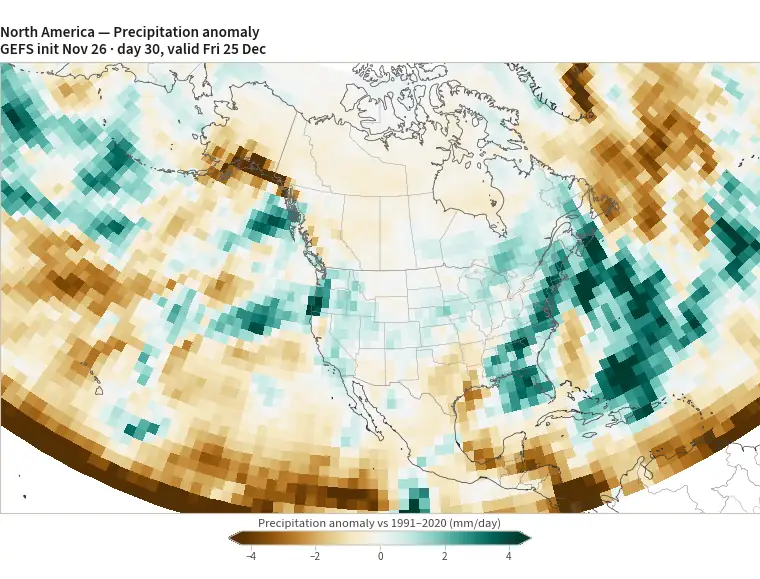 North America — Precipitation anomaly
GEFS init Nov 26 · day 30, valid Fri 25 Dec
Precipitation anomaly vs 1991–2020 (mm/day)
−4 −2 0 2 4